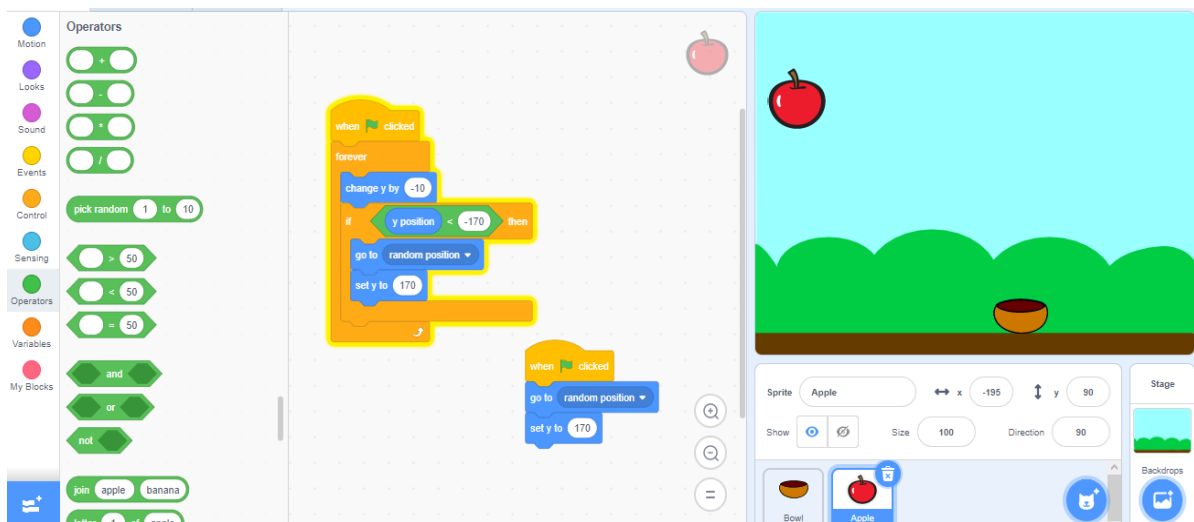 Motion
Looks
Sound
Events
Control
Sensing
Operators
Variables
My Blocks
Operators
+
-
*
/
pick random 1 to 10
> 50
< 50
= 50
and
or
not
join apple banana
when clicked
forever
change y by -10
if y position < -170 then
go to random position
set y to 170
when clicked
go to random position
set y to 170
Sprite Apple x -195 y 90
Show Size 100 Direction 90
Bowl
Apple
Stage
Backdrops